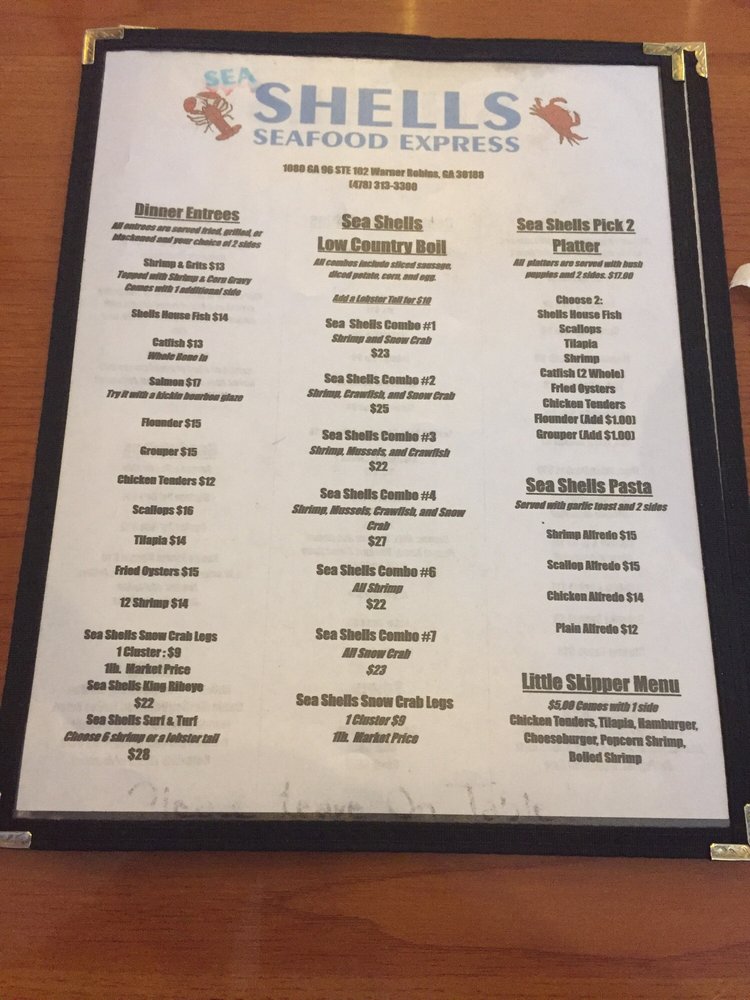 SEA
SHELLS
SEAFOOD EXPRESS
1080 GA 96 STE 102 Warner Robins, GA 30188
(478) 313-3300
Dinner Entrees
All entrees are served fried, grilled, or
blackened and your choice of 2 sides
Shrimp & Grits $13
Topped with Shrimp & Corn Gravy
Comes with 1 additional side
Shells House Fish $14
Catfish $13
Whole Bone In
Salmon $17
Try it with a kickin bourbon glaze
Flounder $15
Grouper $15
Chicken Tenders $12
Scallops $16
Tilapia $14
Fried Oysters $15
12 Shrimp $14
Sea Shells Snow Crab Legs
1 Cluster : $9
1lb. Market Price
Sea Shells King Ribeye
$22
Sea Shells Surf & Turf
Choose 6 shrimp or a lobster tail
$28
Sea Shells
Low Country Boil
All combos include sliced sausage,
diced potato, corn, and egg.
Add a Lobster Tail for $10
Sea Shells Combo #1
Shrimp and Snow Crab
$23
Sea Shells Combo #2
Shrimp, Crawfish, and Snow Crab
$25
Sea Shells Combo #3
Shrimp, Mussels, and Crawfish
$22
Sea Shells Combo #4
Shrimp, Mussels, Crawfish, and Snow
Crab
$27
Sea Shells Combo #6
All Shrimp
$22
Sea Shells Combo #7
All Snow Crab
$23
Sea Shells Snow Crab Legs
1 Cluster $9
1lb. Market Price
Sea Shells Pick 2
Platter
All platters are served with hush
puppies and 2 sides. $17.00
Choose 2:
Shells House Fish
Scallops
Tilapia
Shrimp
Catfish (2 Whole)
Fried Oysters
Chicken Tenders
Flounder (Add $1.00)
Grouper (Add $1.00)
Sea Shells Pasta
Served with garlic toast and 2 sides
Shrimp Alfredo $15
Scallop Alfredo $15
Chicken Alfredo $14
Plain Alfredo $12
Little Skipper Menu
$5.00 Comes with 1 side
Chicken Tenders, Tilapia, Hamburger,
Cheeseburger, Popcorn Shrimp,
Boiled Shrimp